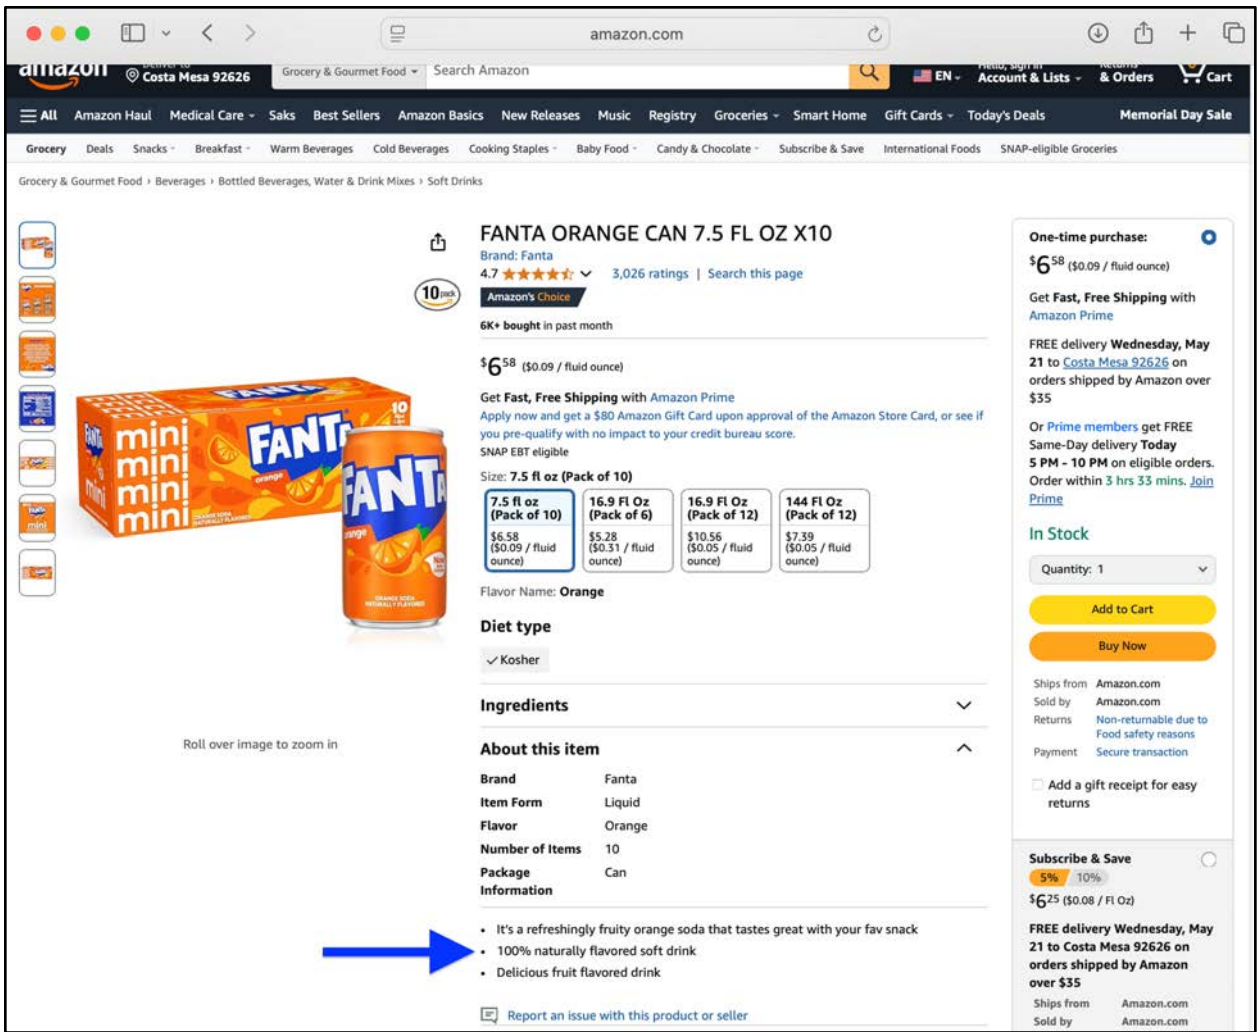 amazon.com
amazon
Costa Mesa 92626
Grocery & Gourmet Food
Search Amazon
EN
Hello, sign in
Account & Lists
Returns
& Orders
Cart
All Amazon Haul Medical Care Saks Best Sellers Amazon Basics New Releases Music Registry Groceries Smart Home Gift Cards Today's Deals Memorial Day Sale
Grocery Deals Snacks Breakfast Warm Beverages Cold Beverages Cooking Staples Baby Food Candy & Chocolate Subscribe & Save International Foods SNAP-eligible Groceries
Grocery & Gourmet Food › Beverages › Bottled Beverages, Water & Drink Mixes › Soft Drinks
10 pack
FANTA
mini
mini
mini
mini
FANTA
orange
10
ORANGE SODA
NATURALLY FLAVORED
FANTA
orange
ORANGE SODA
NATURALLY FLAVORED
Roll over image to zoom in
FANTA ORANGE CAN 7.5 FL OZ X10
Brand: Fanta
4.7 3,026 ratings | Search this page
Amazon's Choice
6K+ bought in past month
$658 ($0.09 / fluid ounce)
Get Fast, Free Shipping with Amazon Prime
Apply now and get a $80 Amazon Gift Card upon approval of the Amazon Store Card, or see if
you pre-qualify with no impact to your credit bureau score.
SNAP EBT eligible
Size: 7.5 fl oz (Pack of 10)
7.5 fl oz
(Pack of 10)
$6.58
($0.09 / fluid
ounce)
16.9 Fl Oz
(Pack of 6)
$5.28
($0.31 / fluid
ounce)
16.9 Fl Oz
(Pack of 12)
$10.56
($0.05 / fluid
ounce)
144 Fl Oz
(Pack of 12)
$7.39
($0.05 / fluid
ounce)
Flavor Name: Orange
Diet type
Kosher
Ingredients
About this item
Brand Fanta
Item Form Liquid
Flavor Orange
Number of Items 10
Package Can
Information
• It's a refreshingly fruity orange soda that tastes great with your fav snack
• 100% naturally flavored soft drink
• Delicious fruit flavored drink
Report an issue with this product or seller
One-time purchase:
$658 ($0.09 / fluid ounce)
Get Fast, Free Shipping with
Amazon Prime
FREE delivery Wednesday, May
21 to Costa Mesa 92626 on
orders shipped by Amazon over
$35
Or Prime members get FREE
Same-Day delivery Today
5 PM - 10 PM on eligible orders.
Order within 3 hrs 33 mins. Join
Prime
In Stock
Quantity: 1
Add to Cart
Buy Now
Ships from Amazon.com
Sold by Amazon.com
Returns Non-returnable due to
Food safety reasons
Payment Secure transaction
Add a gift receipt for easy
returns
Subscribe & Save
5% 10%
$625 ($0.08 / Fl Oz)
FREE delivery Wednesday, May
21 to Costa Mesa 92626 on
orders shipped by Amazon
over $35
Ships from Amazon.com
Sold by Amazon.com